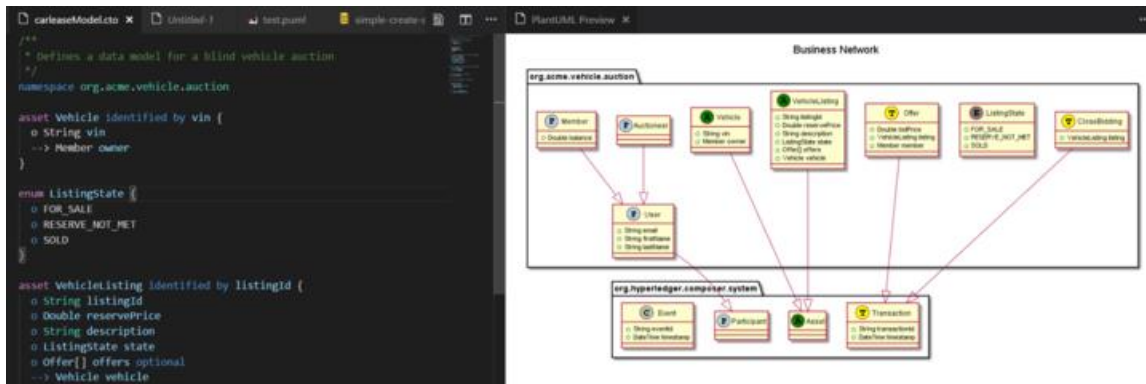 carleaseModel.cto
Untitled-1
test.puml
simple-create-s
PlantUML Preview
/**
* Defines a data model for a blind vehicle auction
*/
namespace org.acme.vehicle.auction
asset Vehicle identified by vin {
o String vin
--> Member owner
}
enum ListingState {
o FOR_SALE
o RESERVE_NOT_MET
o SOLD
}
asset VehicleListing identified by listingId {
o String listingId
o Double reservePrice
o String description
o ListingState state
o Offer[] offers optional
--> Vehicle vehicle
Business Network
org.acme.vehicle.auction
F Member
Double balance
F Auctioneer
A Vehicle
String vin
Member owner
A VehicleListing
String listingId
Double reservePrice
String description
ListingState state
Offer[] offers
Vehicle vehicle
T Offer
Double bidPrice
VehicleListing listing
Member member
E ListingState
FOR_SALE
RESERVE_NOT_MET
SOLD
T CloseBidding
VehicleListing listing
F User
String email
String firstName
String lastName
org.hyperledger.composer.system
C Event
String eventId
DateTime timestamp
F Participant
A Asset
T Transaction
String transactionId
DateTime timestamp